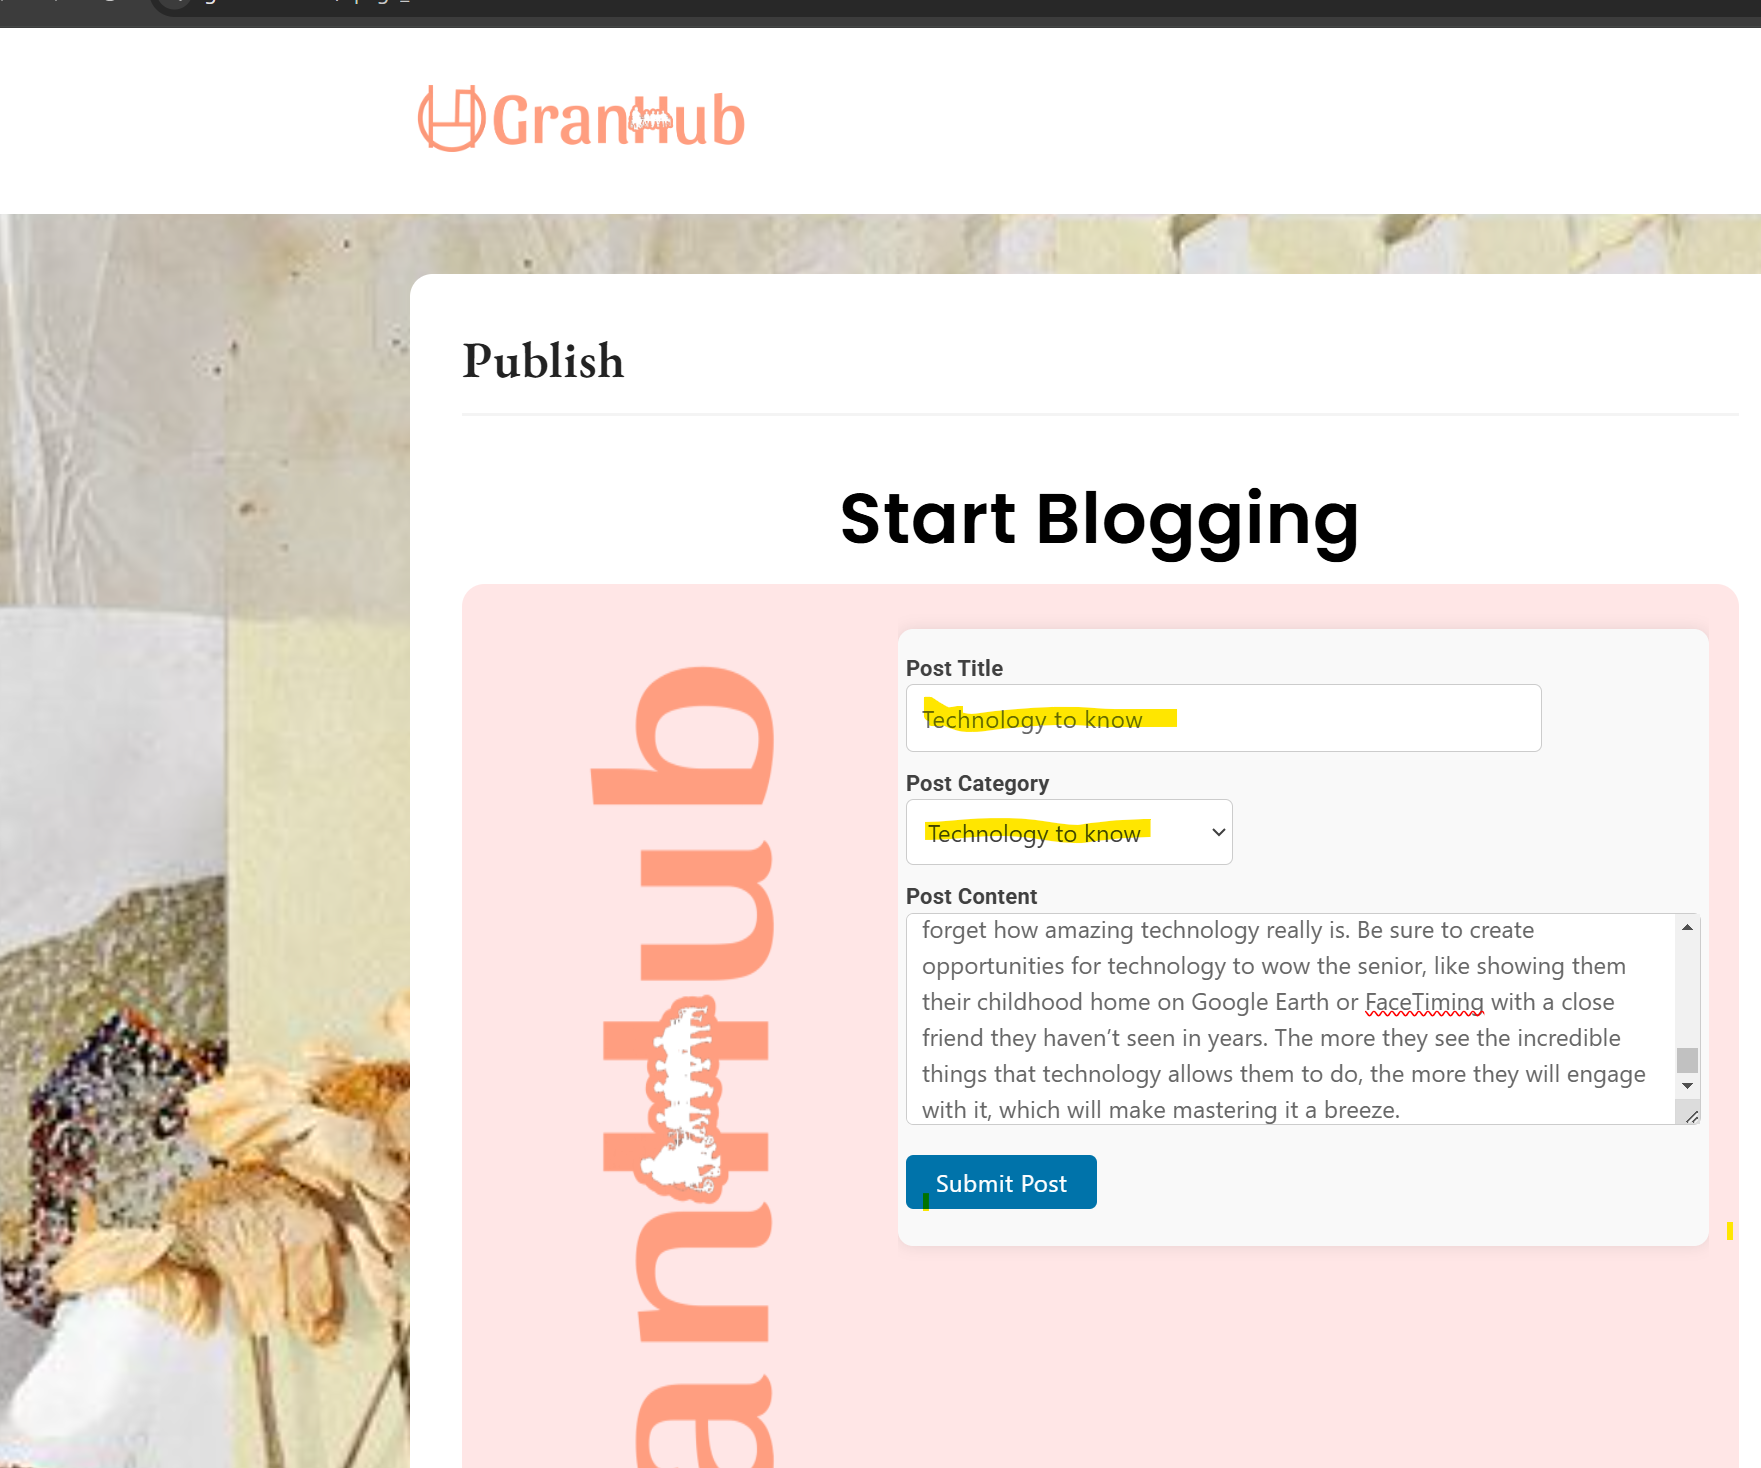 GranHub
Publish
Start Blogging
Post Title
Technology to know
Post Category
Technology to know
Post Content
forget how amazing technology really is. Be sure to create
opportunities for technology to wow the senior, like showing them
their childhood home on Google Earth or FaceTiming with a close
friend they haven’t seen in years. The more they see the incredible
things that technology allows them to do, the more they will engage
with it, which will make mastering it a breeze.
Submit Post
anHub